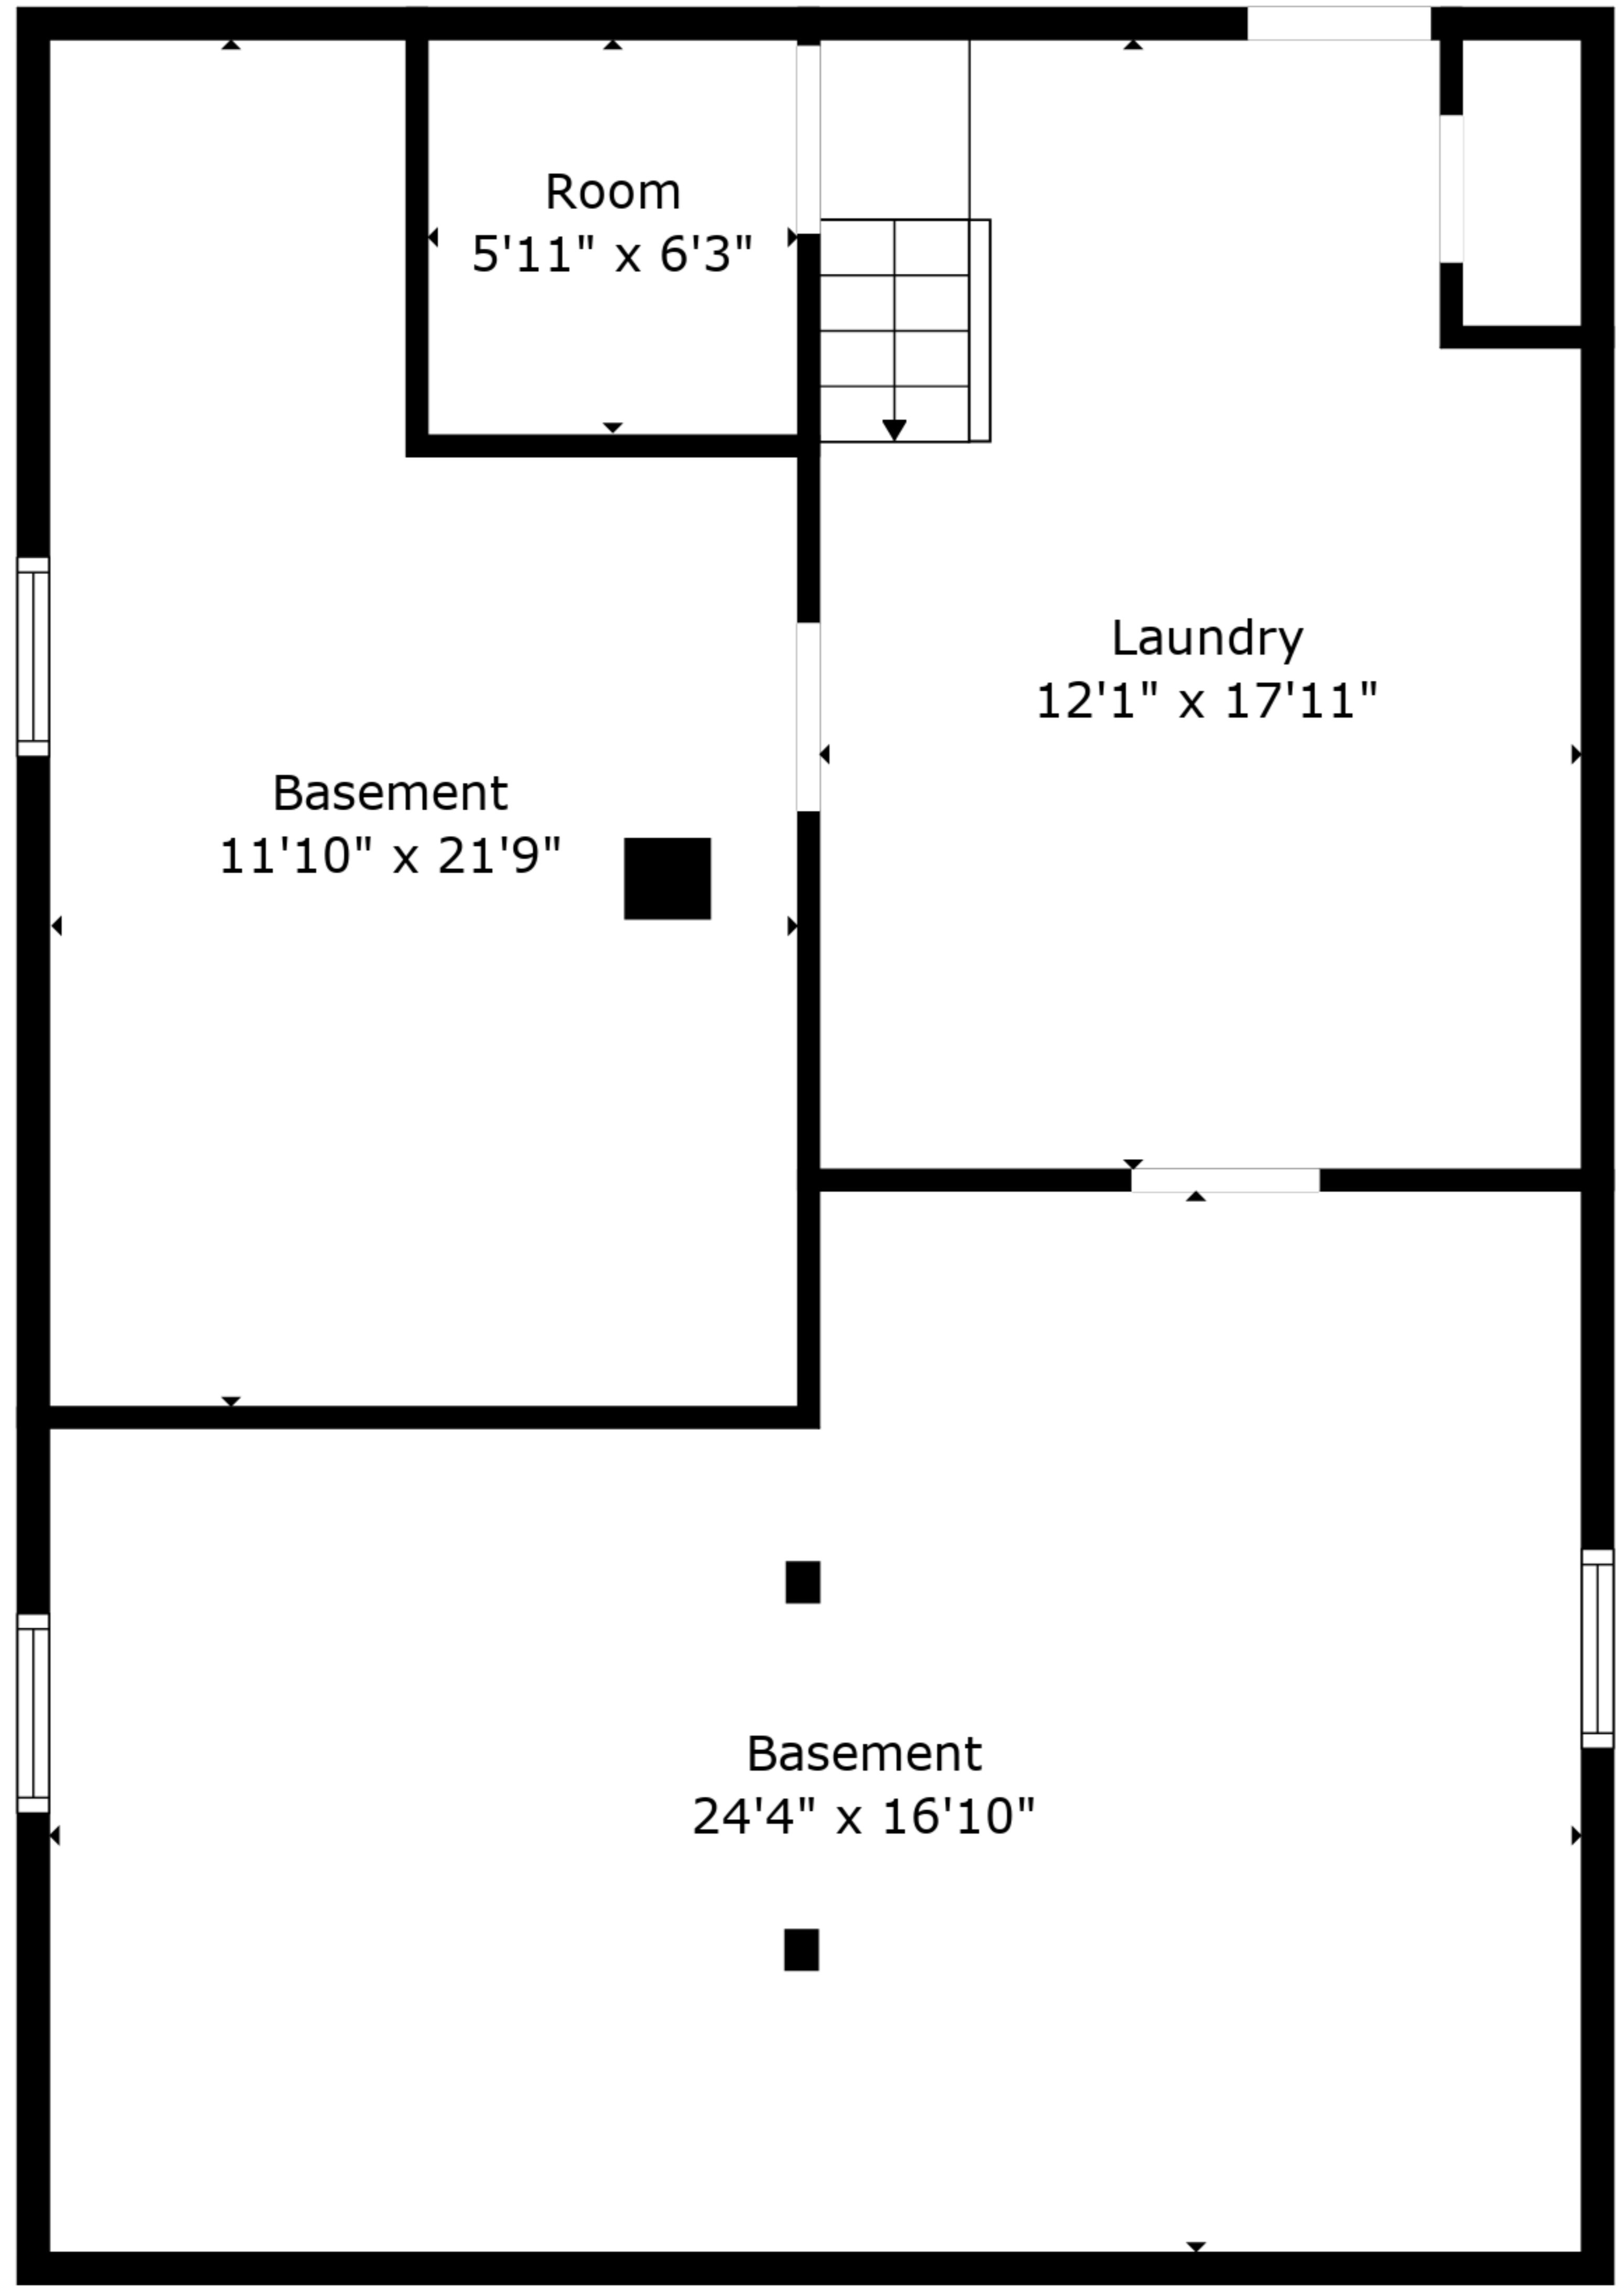 Room
5'11" x 6'3"
Laundry
12'1" x 17'11"
Basement
11'10" x 21'9"
Basement
24'4" x 16'10"